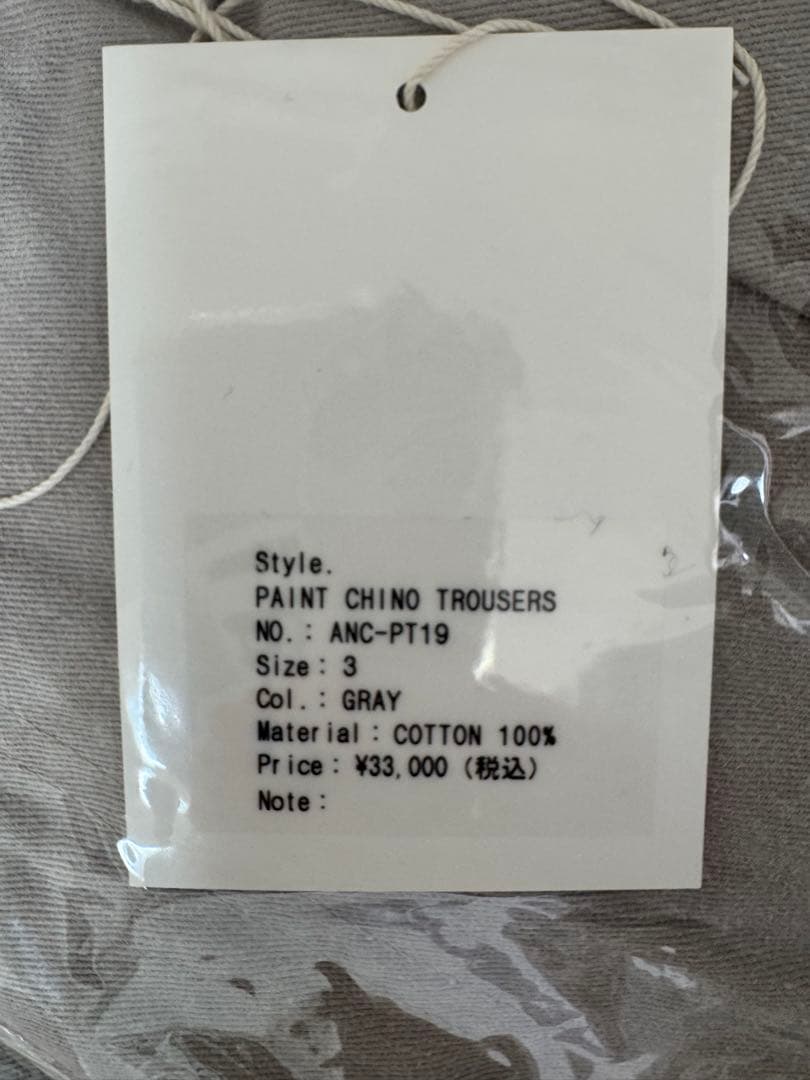 Style.
PAINT CHINO TROUSERS
NO.: ANC-PT19
Size: 3
Col.: GRAY
Material: COTTON 100%
Price: ¥33,000 (税込)
Note: